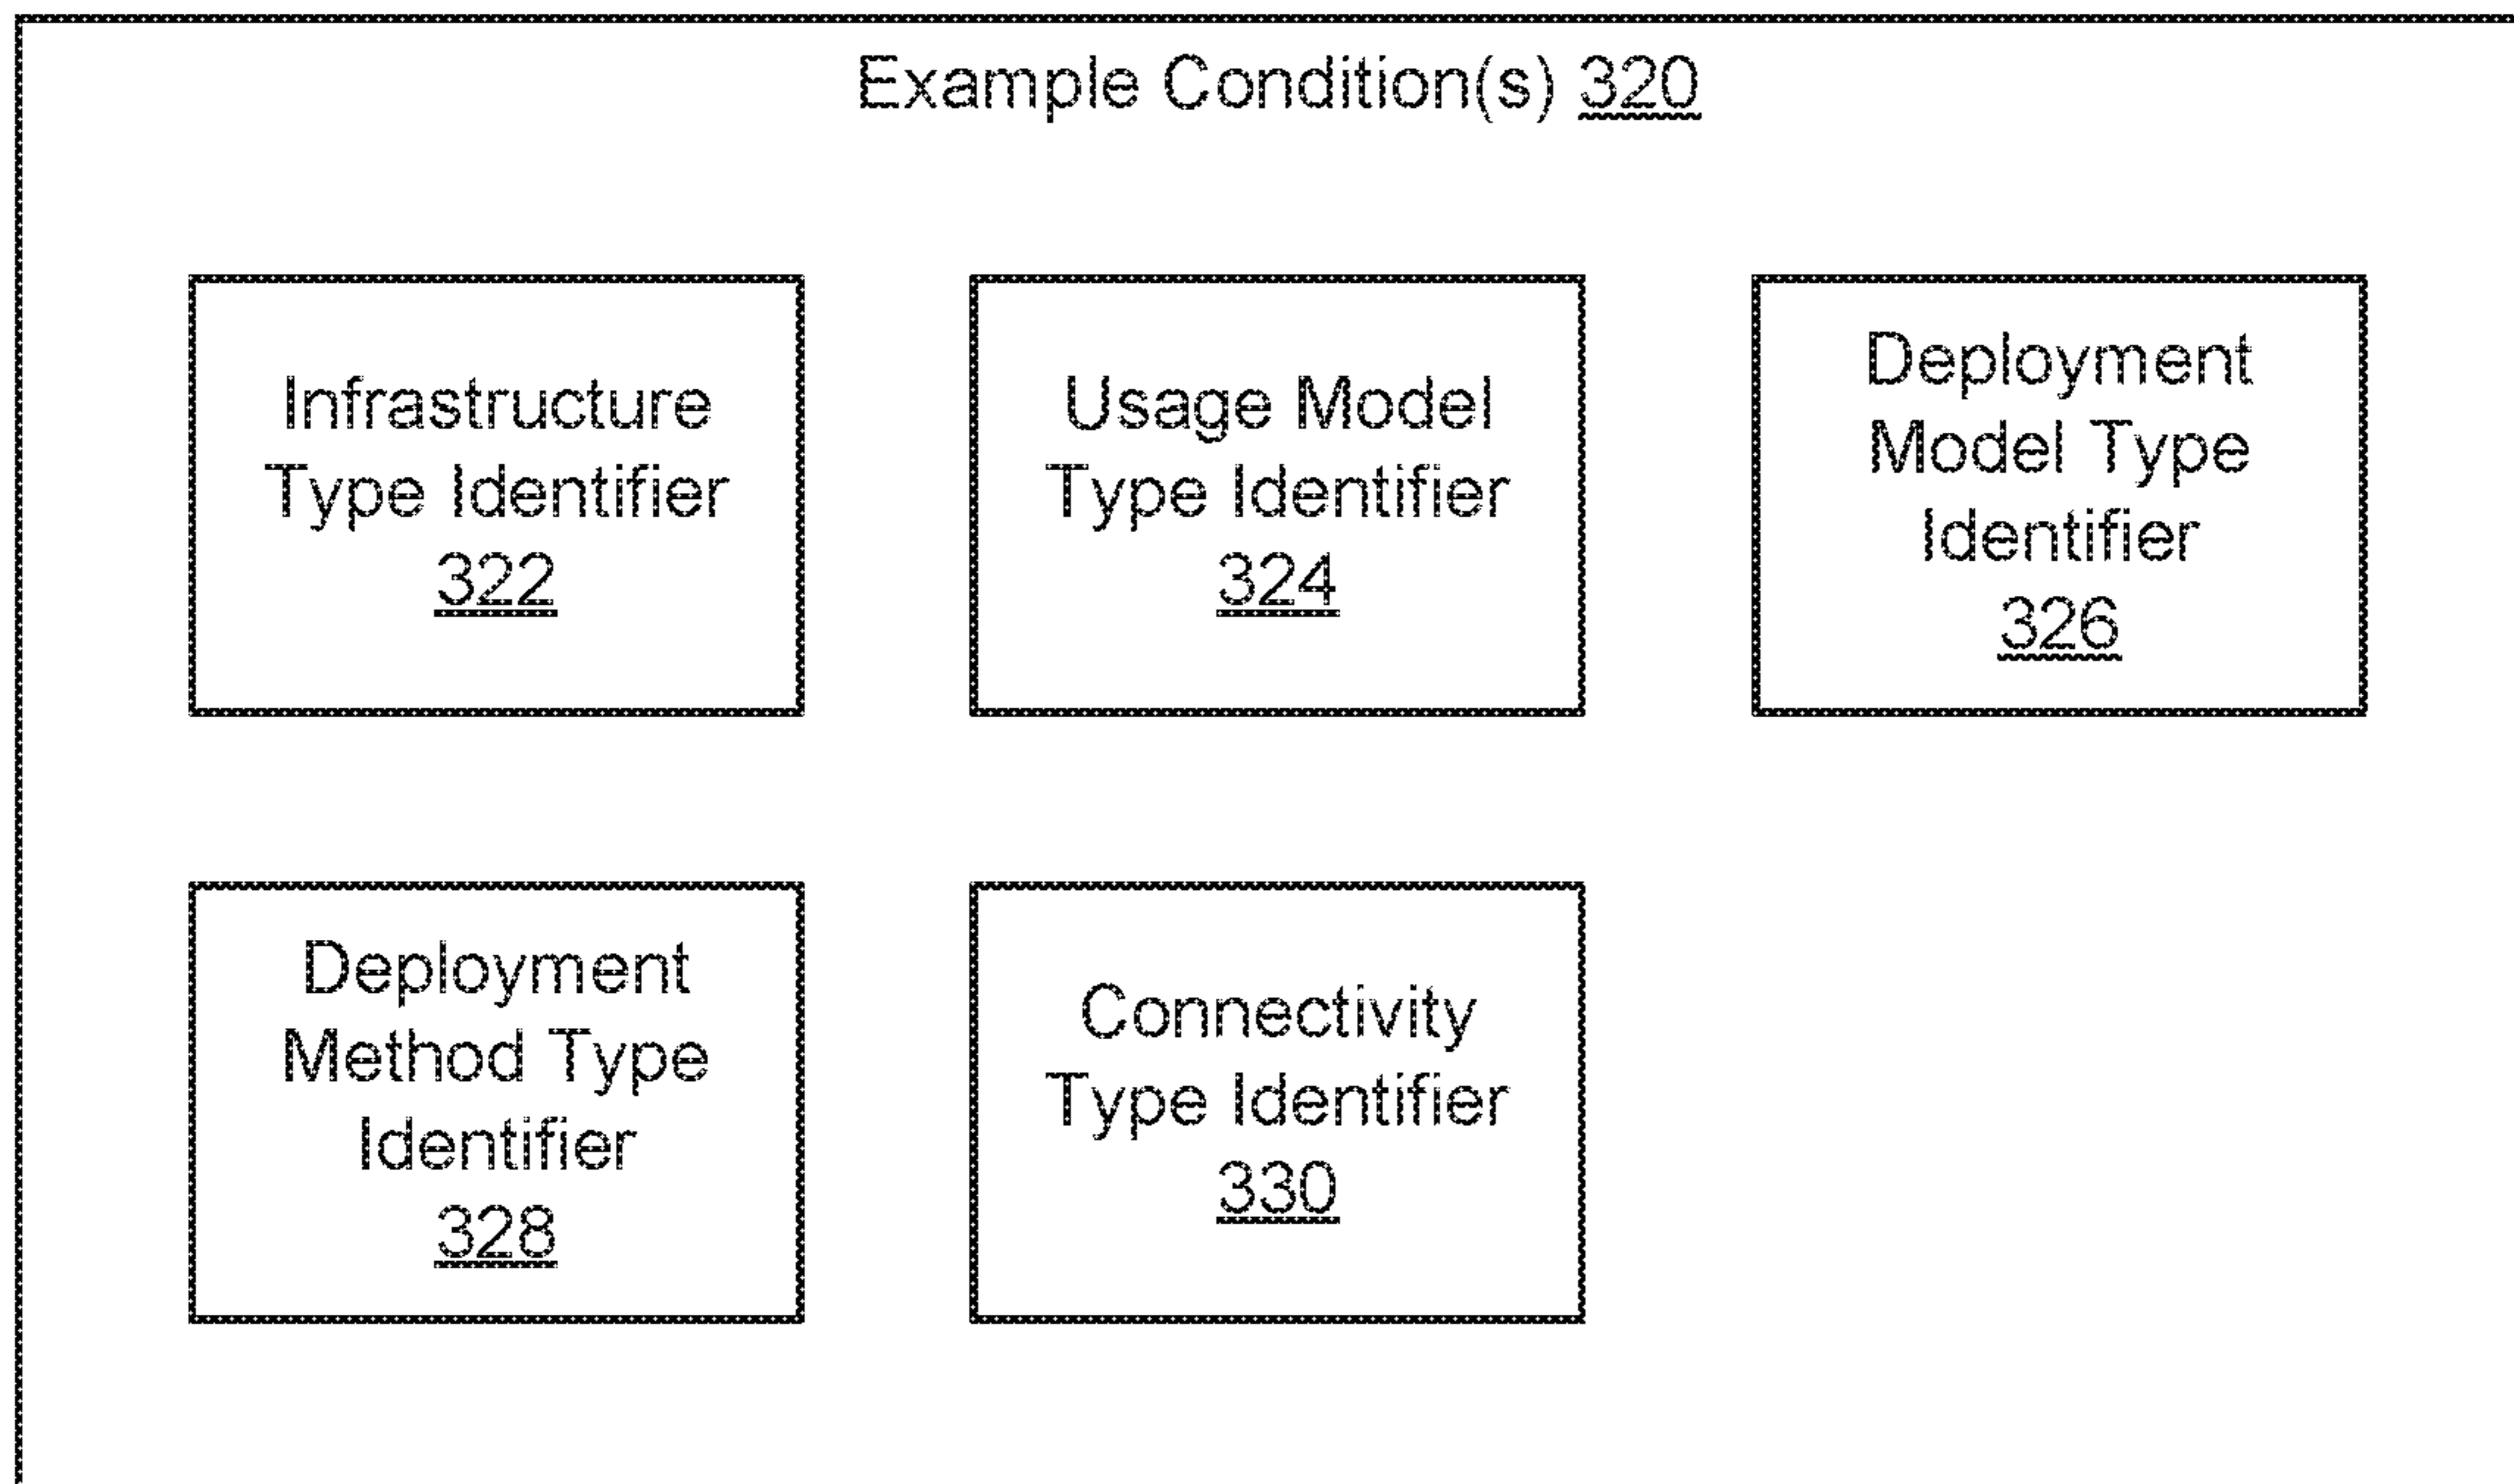 Example Condition(s) 320
Infrastructure
Type Identifier
322
Usage Model
Type Identifier
324
Deployment
Model Type
Identifier
326
Deployment
Method Type
Identifier
328
Connectivity
Type Identifier
330